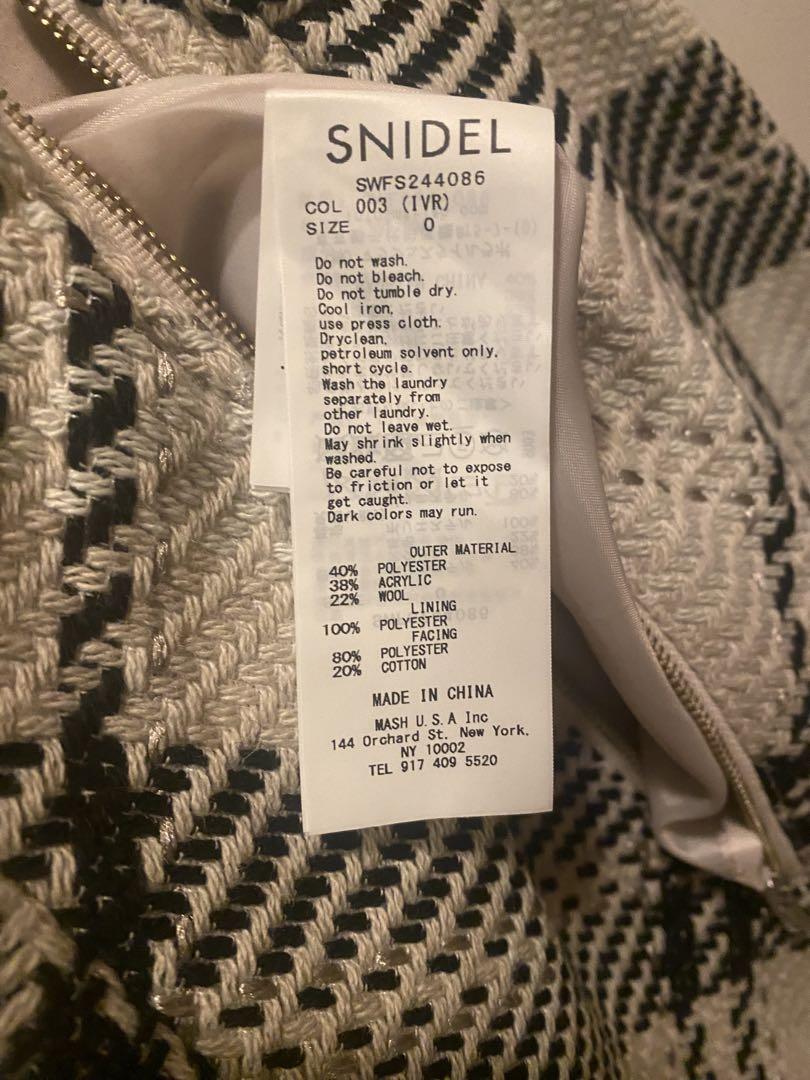 SNIDEL
SWFS244086
COL 003 (IVR)
SIZE 0
Do not wash.
Do not bleach.
Do not tumble dry.
Cool iron,
use press cloth.
Dryclean,
petroleum solvent only,
short cycle.
Wash the laundry
separately from
other laundry.
Do not leave wet.
May shrink slightly when
washed.
Be careful not to expose
to friction or let it
get caught.
Dark colors may run.
OUTER MATERIAL
40% POLYESTER
38% ACRYLIC
22% WOOL
LINING
100% POLYESTER
FACING
80% POLYESTER
20% COTTON
MADE IN CHINA
MASH U.S.A Inc
144 Orchard St. New York,
NY 10002
TEL 917 409 5520